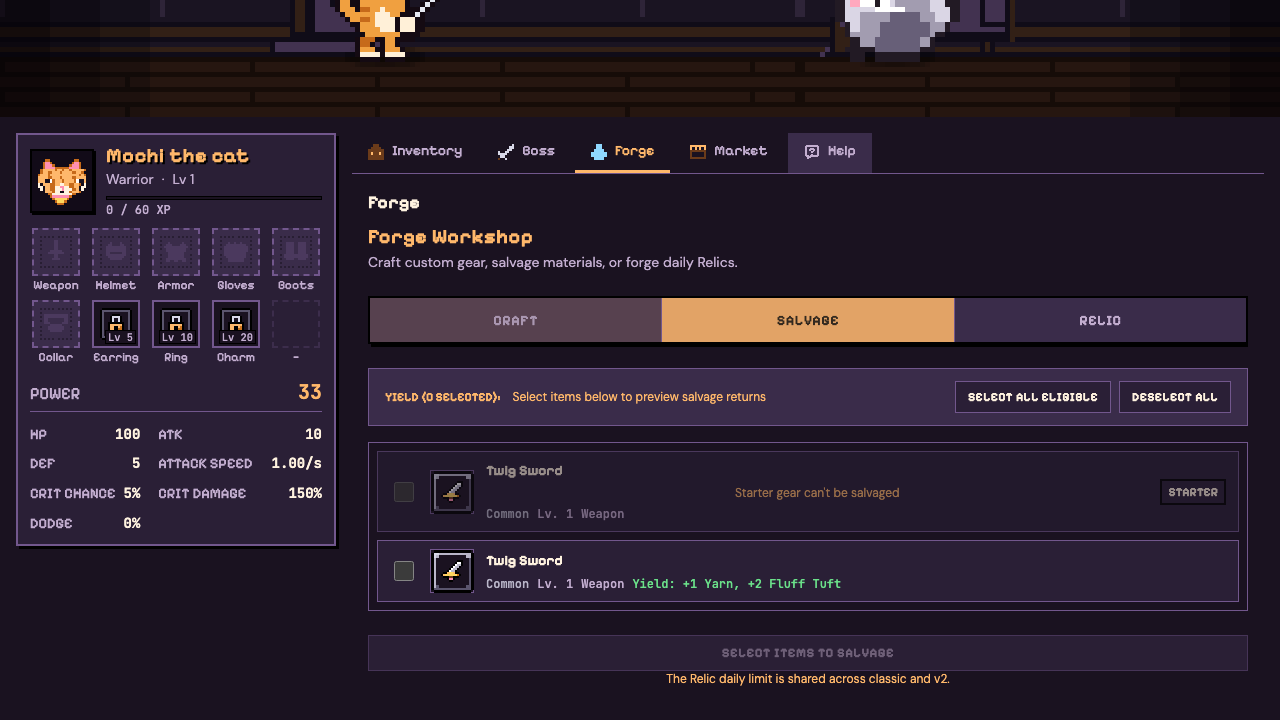 Mochi the cat
Warrior · Lv 1
0 / 60 XP
Weapon Helmet Armor Gloves Boots
Lv 5 Lv 10 Lv 20
Collar Earring Ring Charm -
POWER 33
HP 100 ATK 10
DEF 5 ATTACK SPEED 1.00/s
CRIT CHANCE 5% CRIT DAMAGE 150%
DODGE 0%
Inventory Boss Forge Market Help
Forge
Forge Workshop
Craft custom gear, salvage materials, or forge daily Relics.
CRAFT SALVAGE RELIC
YIELD (0 SELECTED): Select items below to preview salvage returns SELECT ALL ELIGIBLE DESELECT ALL
Twig Sword
Starter gear can't be salvaged STARTER
Common Lv. 1 Weapon
Twig Sword
Common Lv. 1 Weapon Yield: +1 Yarn, +2 Fluff Tuft
SELECT ITEMS TO SALVAGE
The Relic daily limit is shared across classic and v2.